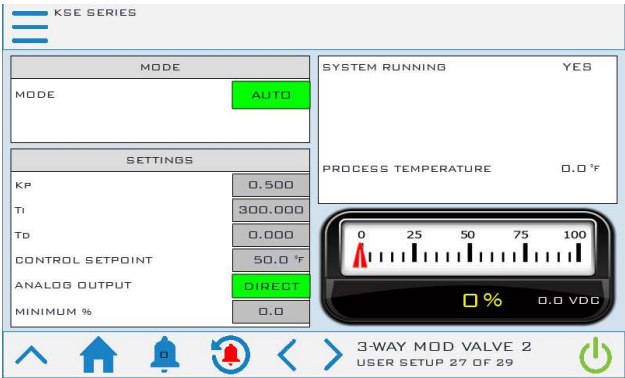 KSE SERIES
MODE
MODE AUTO
SETTINGS
KP 0.500
TI 300.000
TD 0.000
CONTROL SETPOINT 50.0 °F
ANALOG OUTPUT DIRECT
MINIMUM % 0.0
SYSTEM RUNNING YES
PROCESS TEMPERATURE 0.0 °F
0 25 50 75 100
0 % 0.0 VDC
0
3-WAY MOD VALVE 2
USER SETUP 27 OF 29